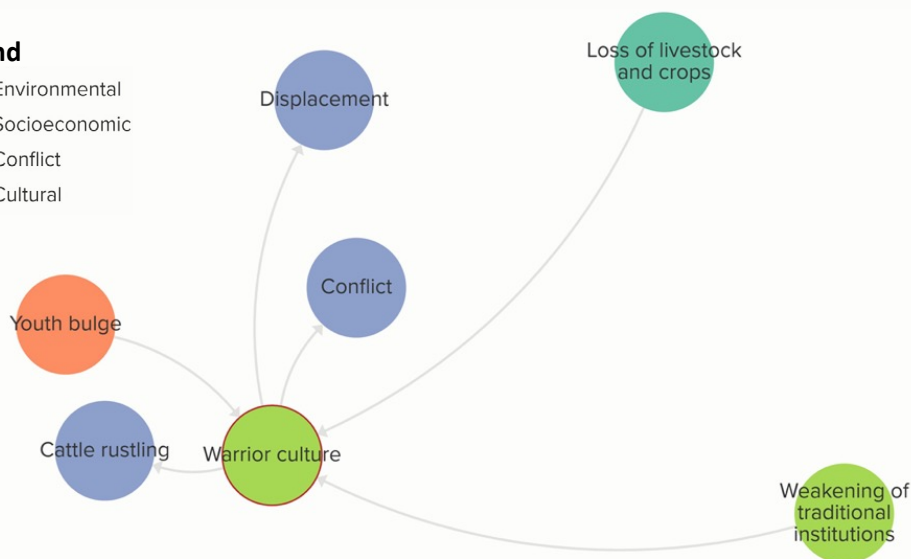 nd
Environmental
Socioeconomic
Conflict
Cultural
Displacement
Loss of livestock
and crops
Conflict
Youth bulge
Cattle rustling
Warrior culture
Weakening of
traditional
institutions